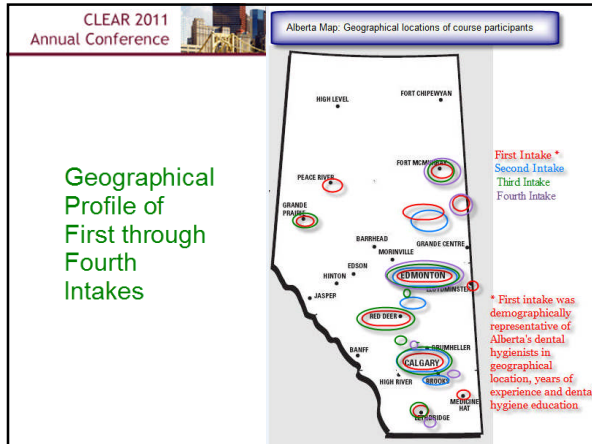 CLEAR 2011
Annual Conference
Alberta Map: Geographical locations of course participants
Geographical
Profile of
First through
Fourth
Intakes
HIGH LEVEL
FORT CHIPEWYAN
FORT MCMURRAY
PEACE RIVER
GRANDE
PRAIRIE
BARRHEAD
GRANDE CENTRE
MORINVILLE
EDSON
HINTON
EDMONTON
JASPER
LLOYDMINSTER
RED DEER
DRUMHELLER
BANFF
CALGARY
HIGH RIVER
BROOKS
MEDICINE
HAT
LETHBRIDGE
First Intake *
Second Intake
Third Intake
Fourth Intake
* First intake was
demographically
representative of
Alberta's dental
hygienists in
geographical
location, years of
experience and dental
hygiene education